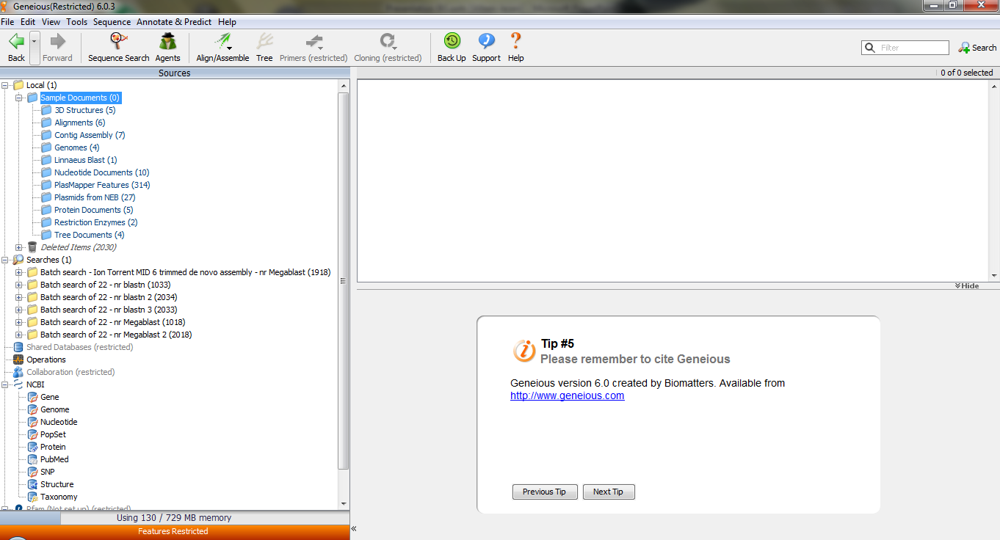 Geneious(Restricted) 6.0.3
File Edit View Tools Sequence Annotate & Predict Help
Back Forward Sequence Search Agents Align/Assemble Tree Primers (restricted) Cloning (restricted) Back Up Support Help Filter Search
Sources
0 of 0 selected
Local (1)
Sample Documents (0)
3D Structures (5)
Alignments (6)
Contig Assembly (7)
Genomes (4)
Linnaeus Blast (1)
Nucleotide Documents (10)
PlasMapper Features (314)
Plasmids from NEB (27)
Protein Documents (5)
Restriction Enzymes (2)
Tree Documents (4)
Deleted Items (2030)
Searches (1)
Batch search - Ion Torrent MID 6 trimmed de novo assembly - nr Megablast (1918)
Batch search of 22 - nr blastn (1033)
Batch search of 22 - nr blastn 2 (2034)
Batch search of 22 - nr blastn 3 (2033)
Batch search of 22 - nr Megablast (1018)
Batch search of 22 - nr Megablast 2 (2018)
Shared Databases (restricted)
Operations
Collaboration (restricted)
NCBI
Gene
Genome
Nucleotide
PopSet
Protein
PubMed
SNP
Structure
Taxonomy
Pfam (Not set up) (restricted)
Using 130 / 729 MB memory
Features Restricted
Hide
Tip #5
Please remember to cite Geneious
Geneious version 6.0 created by Biomatters. Available from
http://www.geneious.com
Previous Tip Next Tip